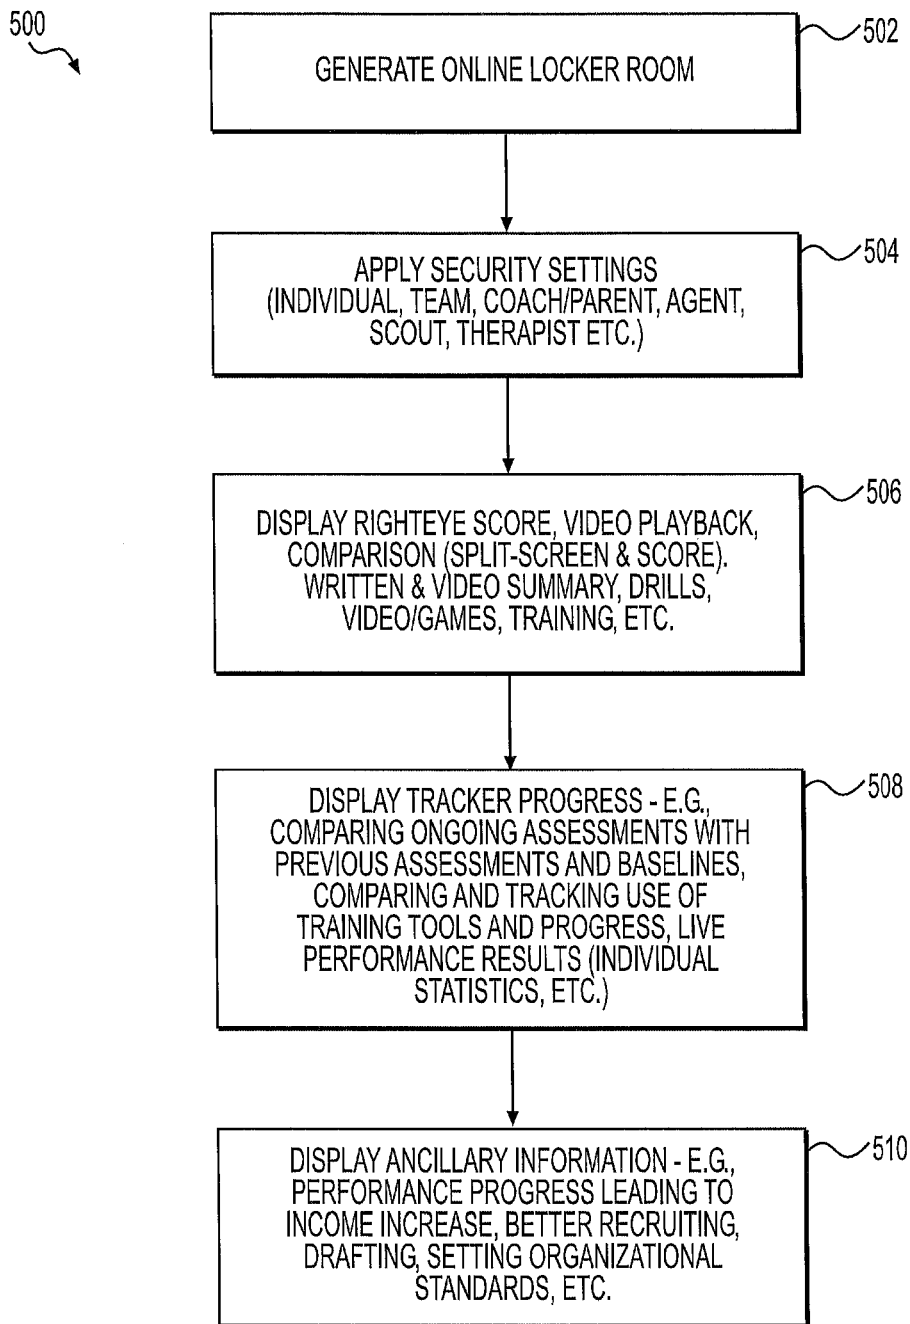 500
502
GENERATE ONLINE LOCKER ROOM
504
APPLY SECURITY SETTINGS
(INDIVIDUAL, TEAM, COACH/PARENT, AGENT,
SCOUT, THERAPIST ETC.)
506
DISPLAY RIGHTEYE SCORE, VIDEO PLAYBACK,
COMPARISON (SPLIT-SCREEN & SCORE).
WRITTEN & VIDEO SUMMARY, DRILLS,
VIDEO/GAMES, TRAINING, ETC.
508
DISPLAY TRACKER PROGRESS - E.G.,
COMPARING ONGOING ASSESSMENTS WITH
PREVIOUS ASSESSMENTS AND BASELINES,
COMPARING AND TRACKING USE OF
TRAINING TOOLS AND PROGRESS, LIVE
PERFORMANCE RESULTS (INDIVIDUAL
STATISTICS, ETC.)
510
DISPLAY ANCILLARY INFORMATION - E.G.,
PERFORMANCE PROGRESS LEADING TO
INCOME INCREASE, BETTER RECRUITING,
DRAFTING, SETTING ORGANIZATIONAL
STANDARDS, ETC.